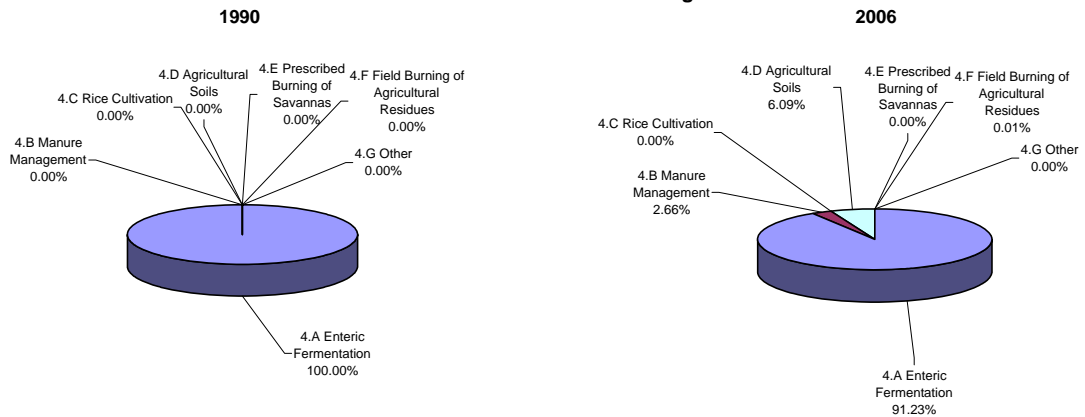 1990
4.D Agricultural
Soils
0.00%
4.E Prescribed
Burning of
Savannas
0.00%
4.F Field Burning of
Agricultural
Residues
0.00%
4.C Rice Cultivation
0.00%
4.G Other
0.00%
4.B Manure
Management
0.00%
4.A Enteric
Fermentation
100.00%
2006
4.D Agricultural
Soils
6.09%
4.E Prescribed
Burning of
Savannas
0.00%
4.F Field Burning of
Agricultural
Residues
0.01%
4.C Rice Cultivation
0.00%
4.G Other
0.00%
4.B Manure
Management
2.66%
4.A Enteric
Fermentation
91.23%